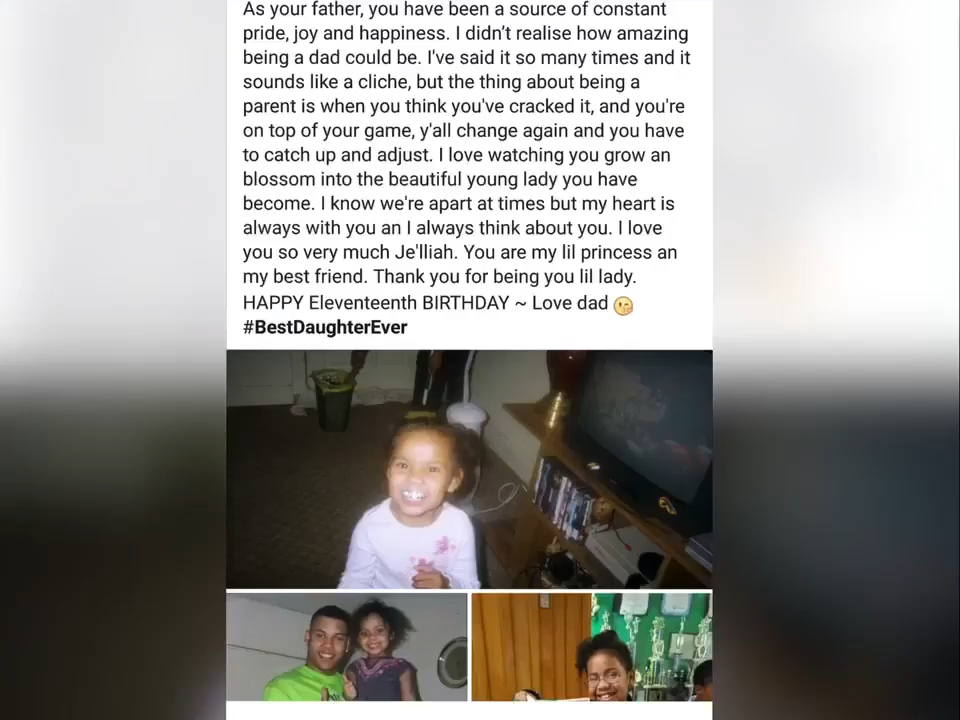 As your father, you have been a source of constant
pride, joy and happiness. I didn't realise how amazing
being a dad could be. I've said it so many times and it
sounds like a cliche, but the thing about being a
parent is when you think you've cracked it, and you're
on top of your game, y'all change again and you have
to catch up and adjust. I love watching you grow an
blossom into the beautiful young lady you have
become. I know we're apart at times but my heart is
always with you an I always think about you. I love
you so very much Je'lliah. You are my lil princess an
my best friend. Thank you for being you lil lady.
HAPPY Eleventeenth BIRTHDAY ~ Love dad 😘
#BestDaughterEver